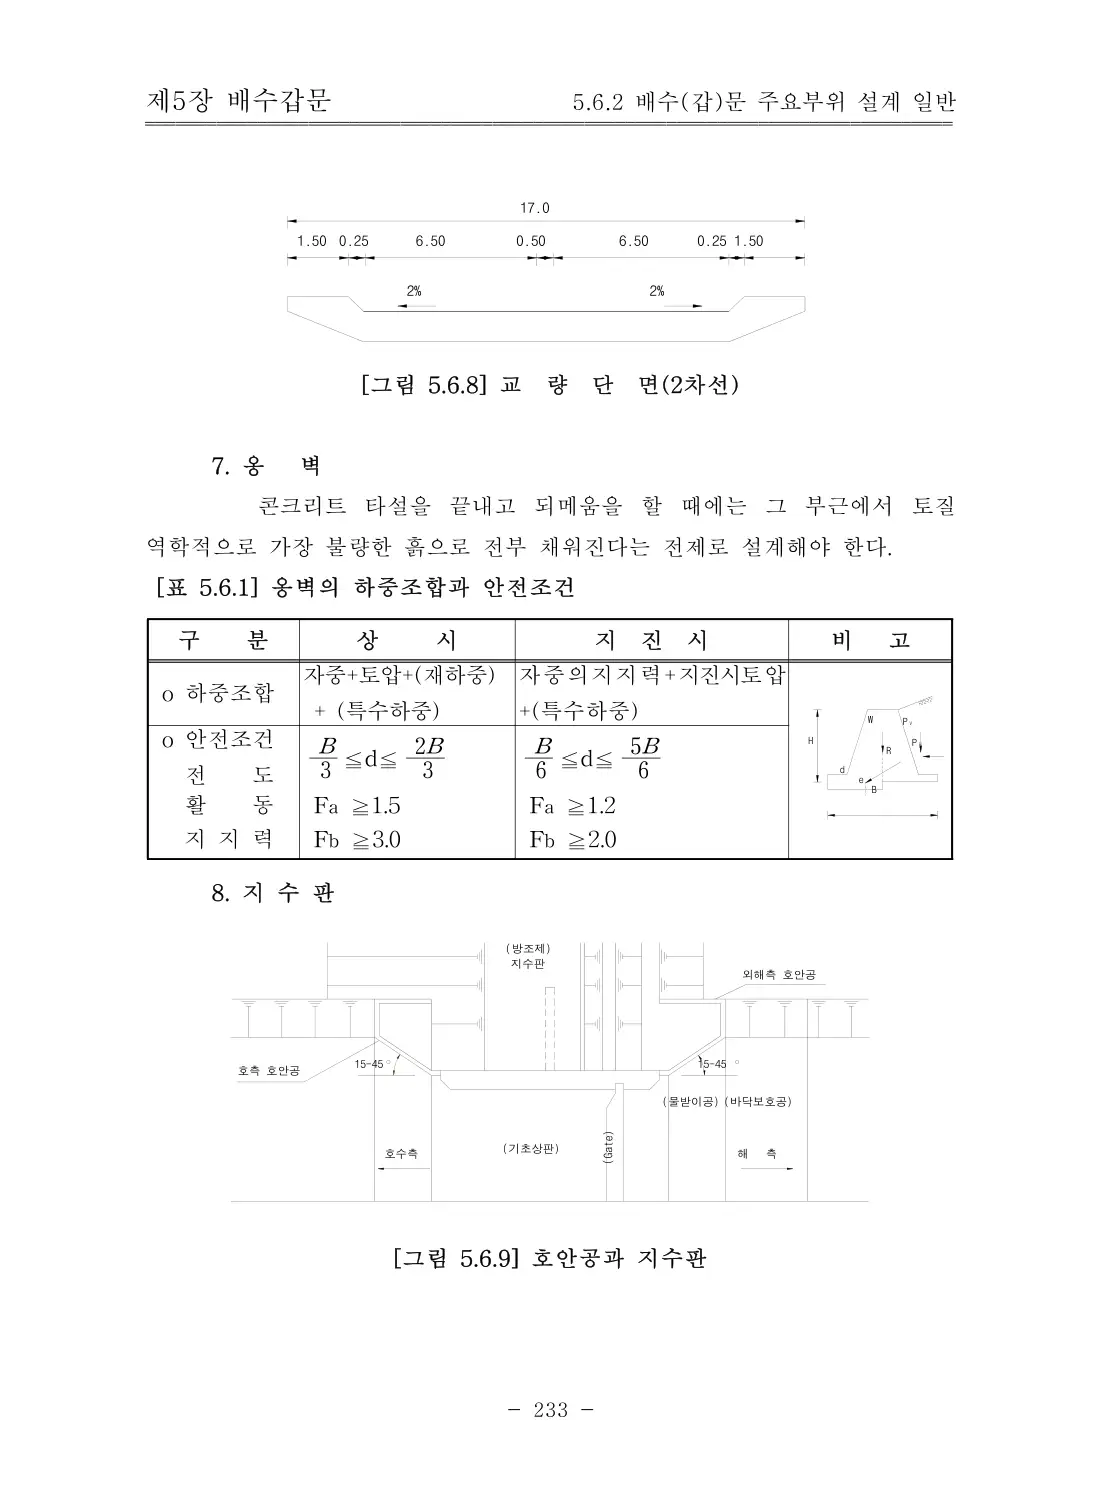 제5장 배수갑문 5.6.2 배수(갑)문 주요부위 설계 일반
17.0
1.50 0.25 6.50 0.50 6.50 0.25 1.50
2% 2%
[그림 5.6.8] 교 량 단 면(2차선)
7. 옹 벽
콘크리트 타설을 끝내고 되메움을 할 때에는 그 부근에서 토질
역학적으로 가장 불량한 흙으로 전부 채워진다는 전제로 설계해야 한다.
[표 5.6.1] 옹벽의 하중조합과 안전조건
구 분 상 시 지 진 시 비 고
o 하중조합 자중+토압+(재하중) + (특수하중) 자중의지지력+지진시토압 +(특수하중)
o 안전조건
전 도 B/3 ≦d≦ 2B/3 B/6 ≦d≦ 5B/6
활 동 Fa ≧1.5 Fa ≧1.2
지 지 력 Fb ≧3.0 Fb ≧2.0
W Pv
H R P
d e B
8. 지 수 판
(방조제)
지수판
외해측 호안공
호측 호안공 15-45° 15-45 °
(물받이공) (바닥보호공)
호수측 (기초상판) (Gate) 해 측
[그림 5.6.9] 호안공과 지수판
- 233 -